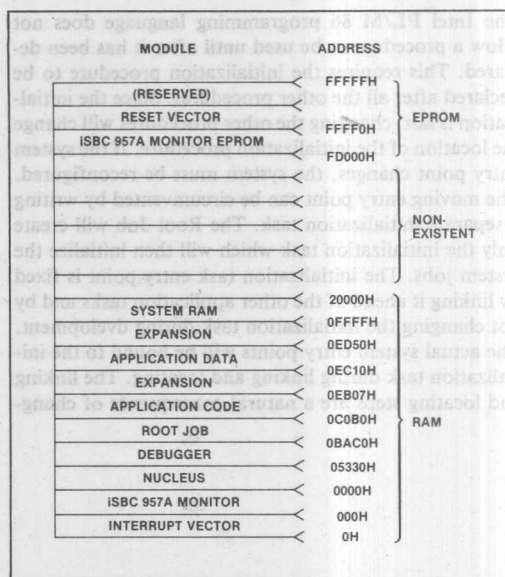 MODULE ADDRESS
(RESERVED)
FFFFFH
RESET VECTOR
FFFF0H
EPROM
iSBC 957A MONITOR EPROM
FD000H
NON-
EXISTENT
20000H
SYSTEM RAM
0FFFFH
EXPANSION
0ED50H
APPLICATION DATA
0EC10H
EXPANSION
0EB07H
APPLICATION CODE
0C0B0H
RAM
ROOT JOB
0BAC0H
DEBUGGER
05330H
NUCLEUS
0000H
iSBC 957A MONITOR
000H
INTERRUPT VECTOR
0H